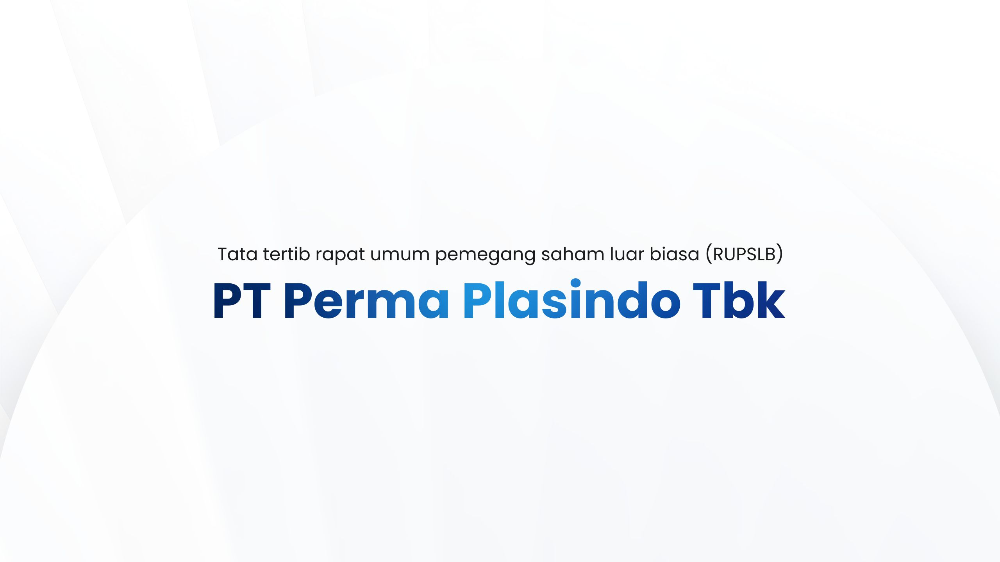 Tata tertib rapat umum pemegang saham luar biasa (RUPSLB)
PT Perma Plasindo Tbk